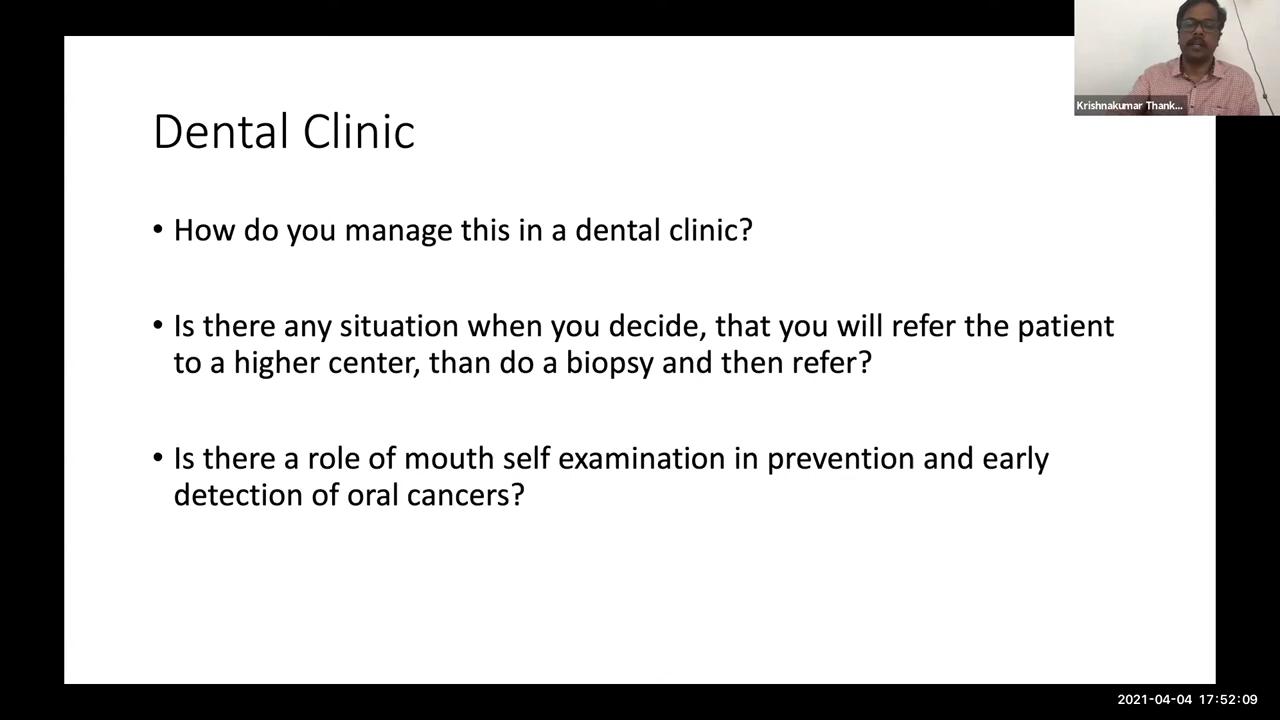 Krishnakumar Thank...
Dental Clinic
• How do you manage this in a dental clinic?
• Is there any situation when you decide, that you will refer the patient
to a higher center, than do a biopsy and then refer?
• Is there a role of mouth self examination in prevention and early
detection of oral cancers?
2021-04-04 17:52:09